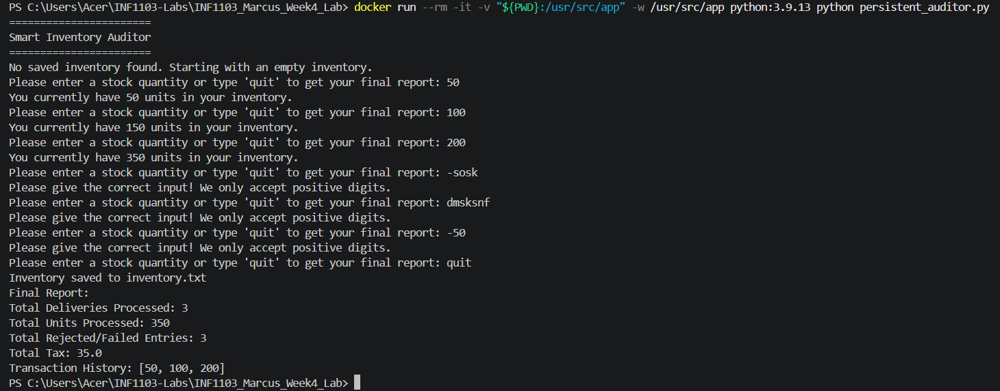 PS C:\Users\Acer\INF1103-Labs\INF1103_Marcus_Week4_Lab> docker run --rm -it -v "${PWD}:/usr/src/app" -w /usr/src/app python:3.9.13 python persistent_auditor.py
=======================
Smart Inventory Auditor
=======================
No saved inventory found. Starting with an empty inventory.
Please enter a stock quantity or type 'quit' to get your final report: 50
You currently have 50 units in your inventory.
Please enter a stock quantity or type 'quit' to get your final report: 100
You currently have 150 units in your inventory.
Please enter a stock quantity or type 'quit' to get your final report: 200
You currently have 350 units in your inventory.
Please enter a stock quantity or type 'quit' to get your final report: -sosk
Please give the correct input! We only accept positive digits.
Please enter a stock quantity or type 'quit' to get your final report: dmsksnf
Please give the correct input! We only accept positive digits.
Please enter a stock quantity or type 'quit' to get your final report: -50
Please give the correct input! We only accept positive digits.
Please enter a stock quantity or type 'quit' to get your final report: quit
Inventory saved to inventory.txt
Final Report:
Total Deliveries Processed: 3
Total Units Processed: 350
Total Rejected/Failed Entries: 3
Total Tax: 35.0
Transaction History: [50, 100, 200]
PS C:\Users\Acer\INF1103-Labs\INF1103_Marcus_Week4_Lab>